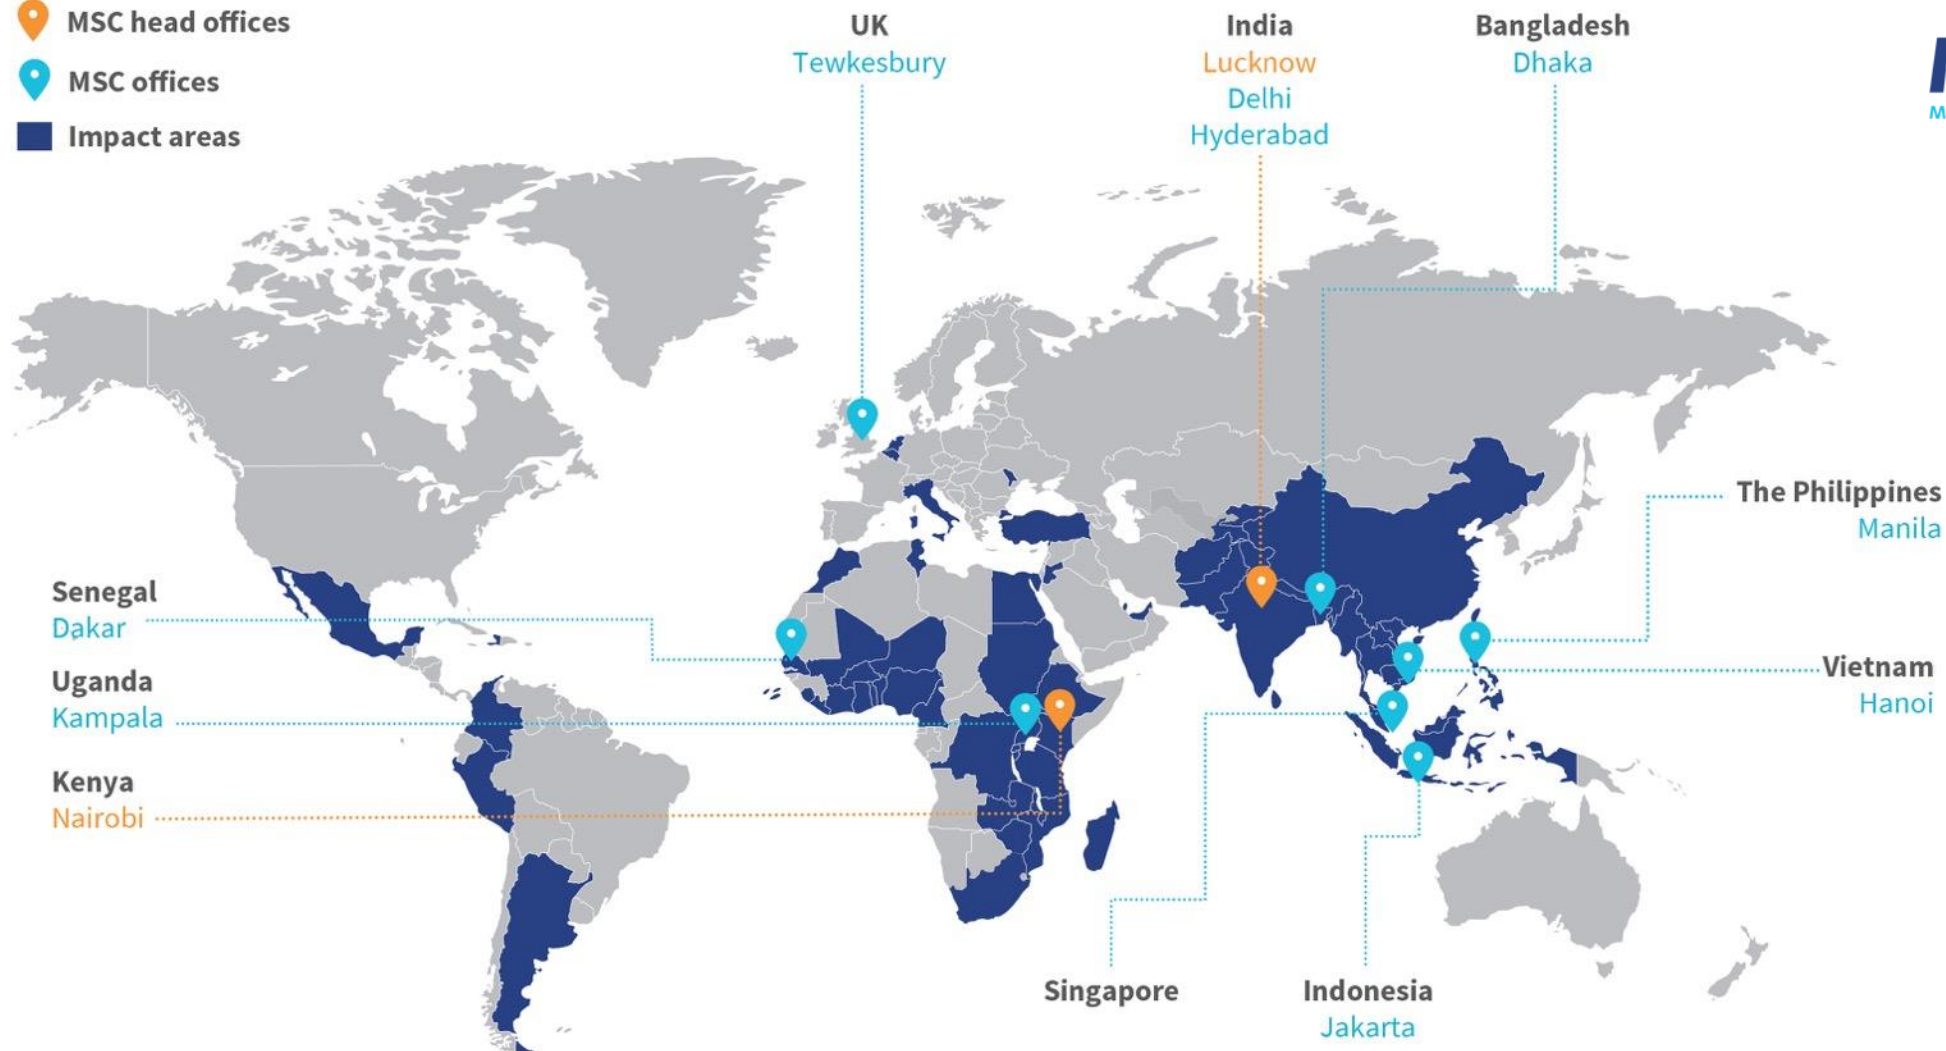 MSC head offices
MSC offices
Impact areas
UK
Tewkesbury
India
Lucknow
Delhi
Hyderabad
Bangladesh
Dhaka
The Philippines
Manila
Vietnam
Hanoi
Senegal
Dakar
Uganda
Kampala
Kenya
Nairobi
Singapore
Indonesia
Jakarta